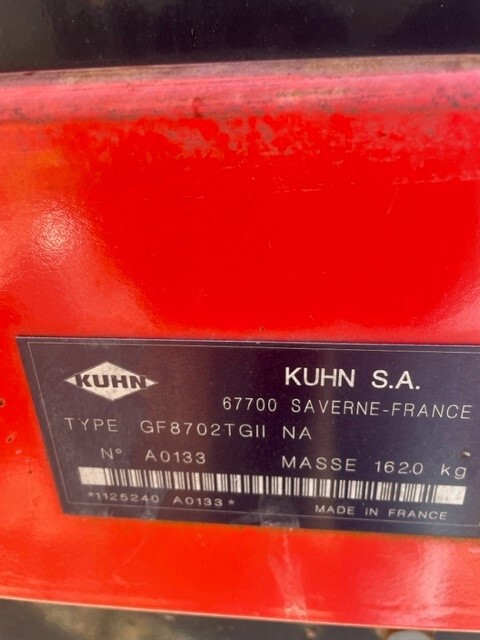 KUHN
KUHN S.A.
67700 SAVERNE-FRANCE
TYPE GF8702TGII NA
N° A0133 MASSE 1620 kg
*1125240 A0133*
MADE IN FRANCE